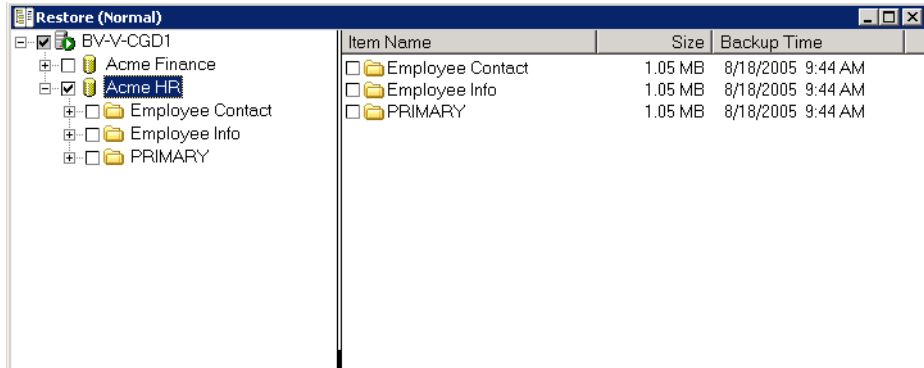 Restore (Normal)
BV-V-CGD1
Acme Finance
Acme HR
Employee Contact
Employee Info
PRIMARY
Item Name Size Backup Time
Employee Contact 1.05 MB 8/18/2005 9:44 AM
Employee Info 1.05 MB 8/18/2005 9:44 AM
PRIMARY 1.05 MB 8/18/2005 9:44 AM